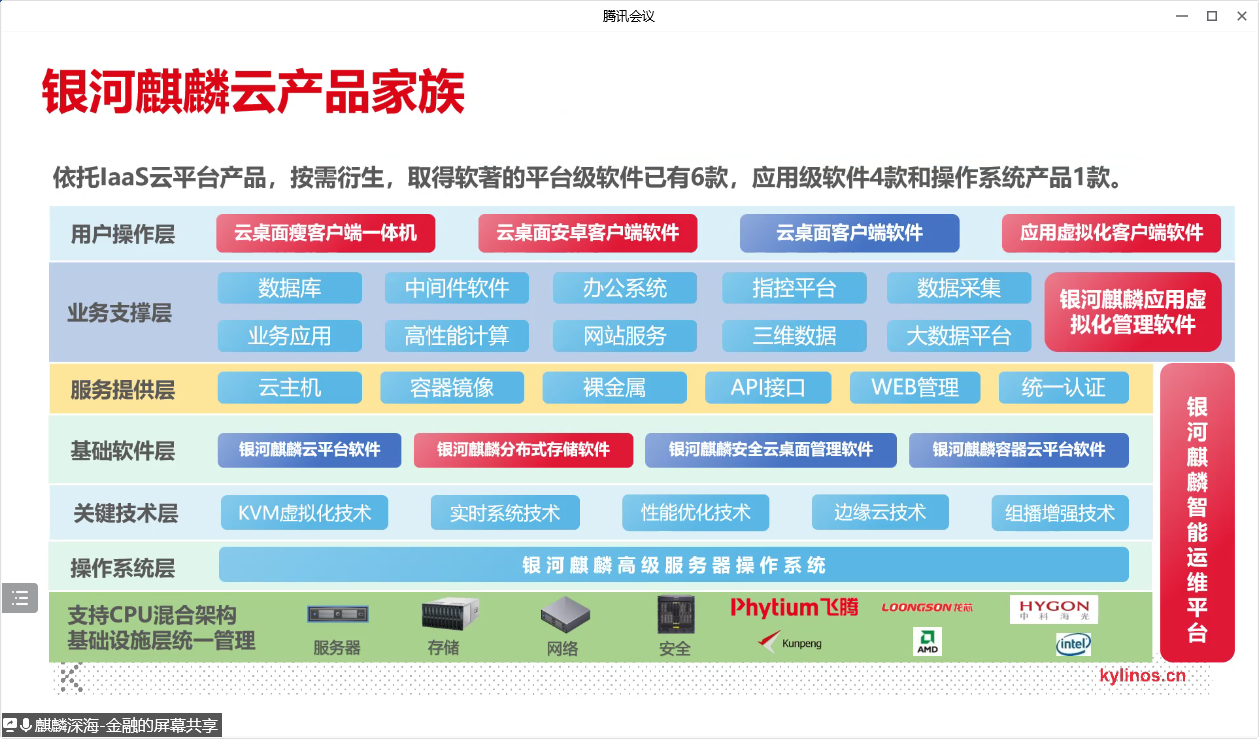 腾讯会议
银河麒麟云产品家族
依托IaaS云平台产品，按需衍生，取得软著的平台级软件已有6款，应用级软件4款和操作系统产品1款。
用户操作层
云桌面瘦客户端一体机
云桌面安卓客户端软件
云桌面客户端软件
应用虚拟化客户端软件
业务支撑层
数据库
中间件软件
办公系统
指控平台
数据采集
业务应用
高性能计算
网站服务
三维数据
大数据平台
银河麒麟应用虚
拟化管理软件
服务提供层
云主机
容器镜像
裸金属
API接口
WEB管理
统一认证
基础软件层
银河麒麟云平台软件
银河麒麟分布式存储软件
银河麒麟安全云桌面管理软件
银河麒麟容器云平台软件
关键技术层
KVM虚拟化技术
实时系统技术
性能优化技术
边缘云技术
组播增强技术
操作系统层
银河麒麟高级服务器操作系统
银河麒麟智能运维平台
支持CPU混合架构
基础设施层统一管理
服务器
存储
网络
安全
Phytium飞腾
LOONGSON龙芯
HYGON
中科海光
Kunpeng
AMD
intel
kylinos.cn
麒麟深海-金融的屏幕共享